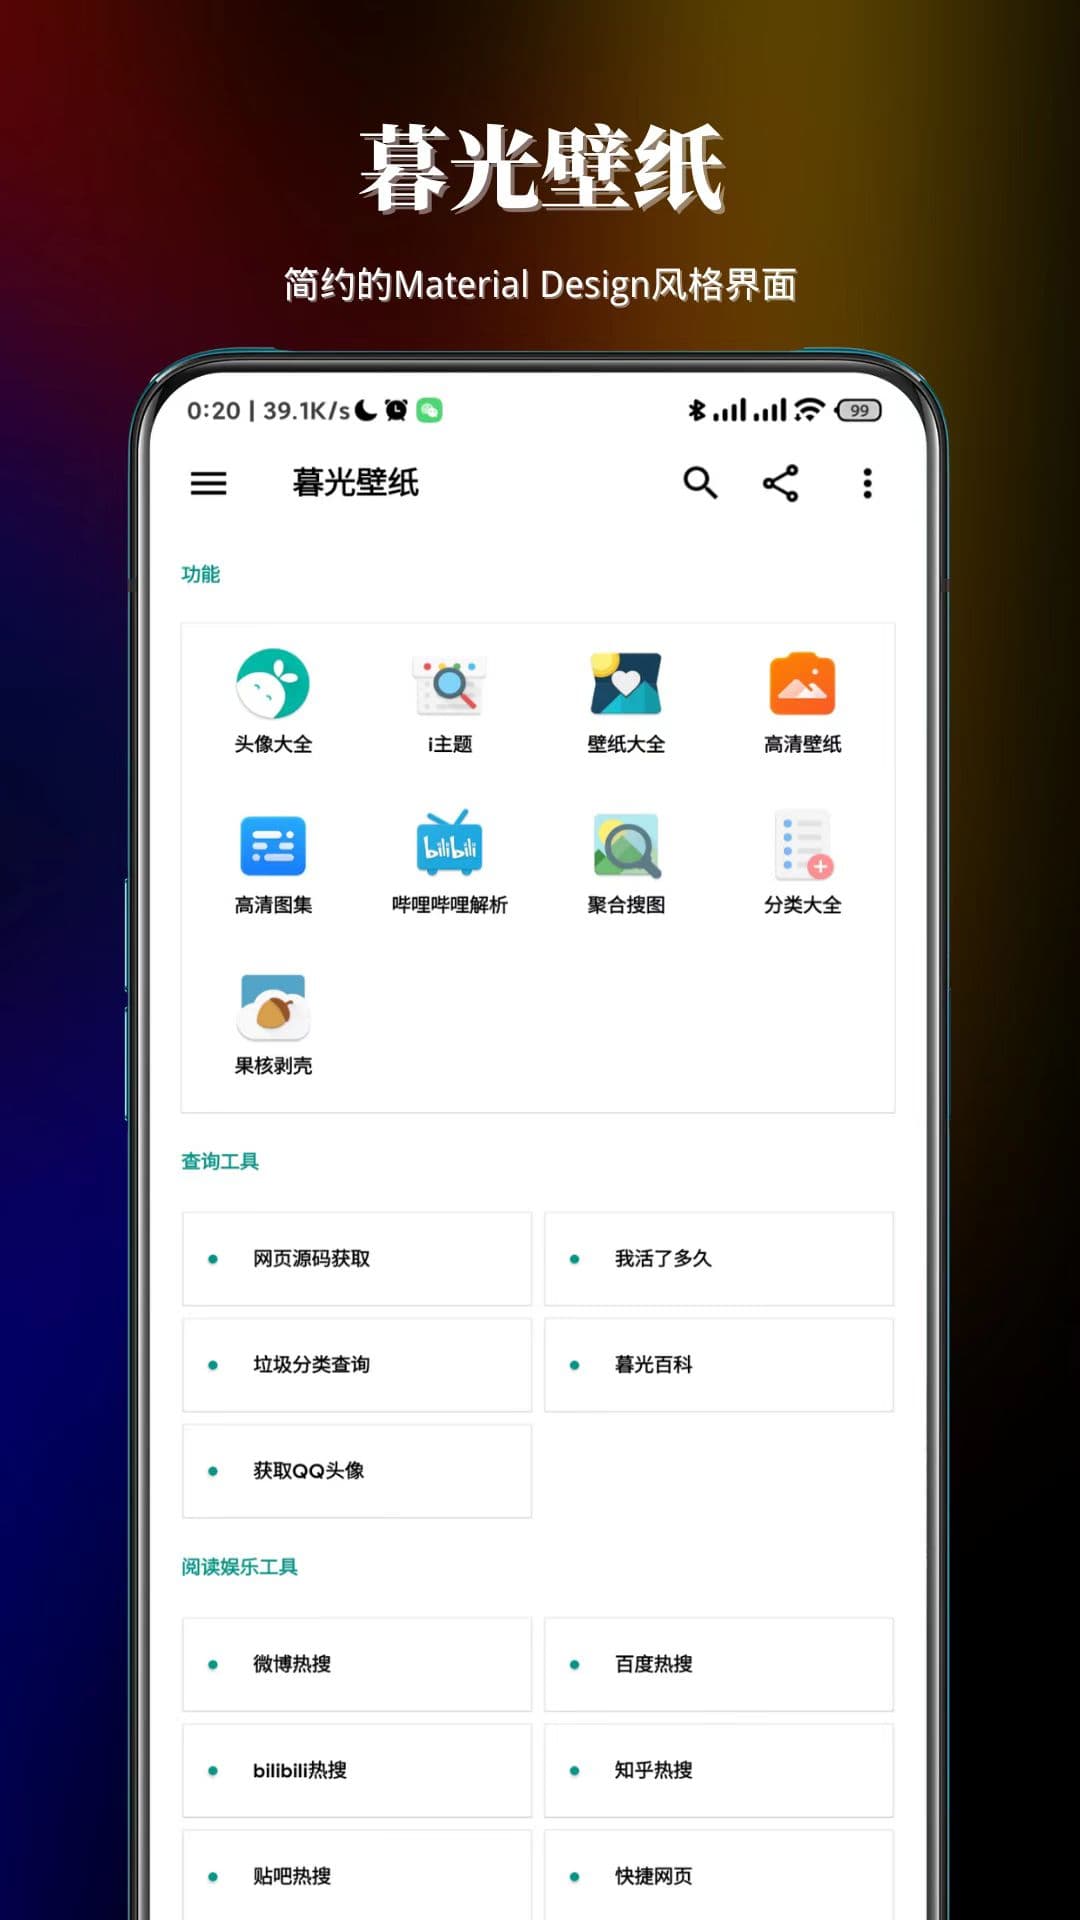 暮光壁纸
简约的Material Design风格界面
0:20 | 39.1K/s 99
暮光壁纸
功能
头像大全 i主题 壁纸大全 高清壁纸
bilibili
高清图集 哔哩哔哩解析 聚合搜图 分类大全
果核剥壳
查询工具
网页源码获取 我活了多久
垃圾分类查询 暮光百科
获取QQ头像
阅读娱乐工具
微博热搜 百度热搜
bilibili热搜 知乎热搜
贴吧热搜 快捷网页